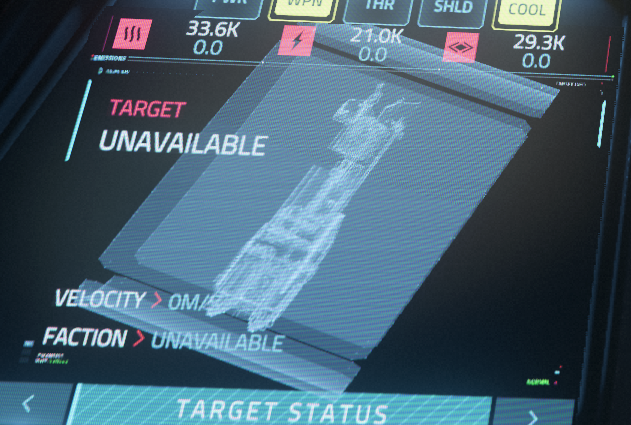 PWR WPN THR SHLD COOL
33.6K 21.0K 29.3K
0.0 0.0 0.0
TARGET
UNAVAILABLE
VELOCITY > 0M/S
FACTION > UNAVAILABLE
< TARGET STATUS >